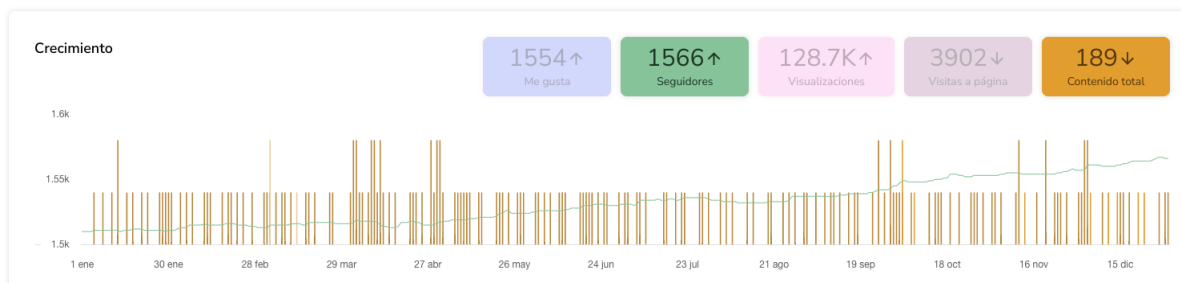 Crecimiento
1554↑
Me gusta
1566↑
Seguidores
128.7K↑
Visualizaciones
3902↓
Visitas a página
189↓
Contenido total
1.6k
1.55k
1.5k
1 ene 30 ene 28 feb 29 mar 27 abr 26 may 24 jun 23 jul 21 ago 19 sep 18 oct 16 nov 15 dic